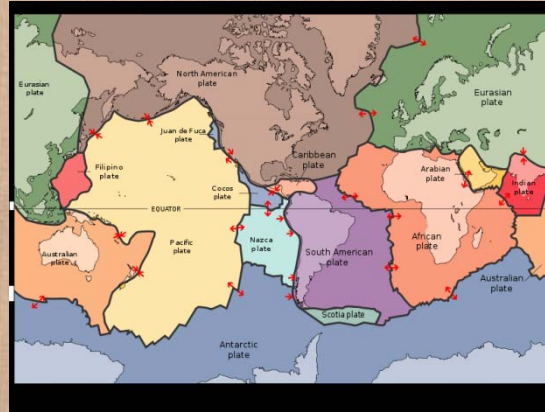 North American
plate
Eurasian
plate
Eurasian
plate
Juan de Fuca
plate
Caribbean
plate
Filipino
plate
Arabian
plate
Indian
plate
Cocos
plate
EQUATOR
Australian
plate
Pacific
plate
Nazca
plate
South American
plate
African
plate
Australian
plate
Scotia plate
Antarctic
plate